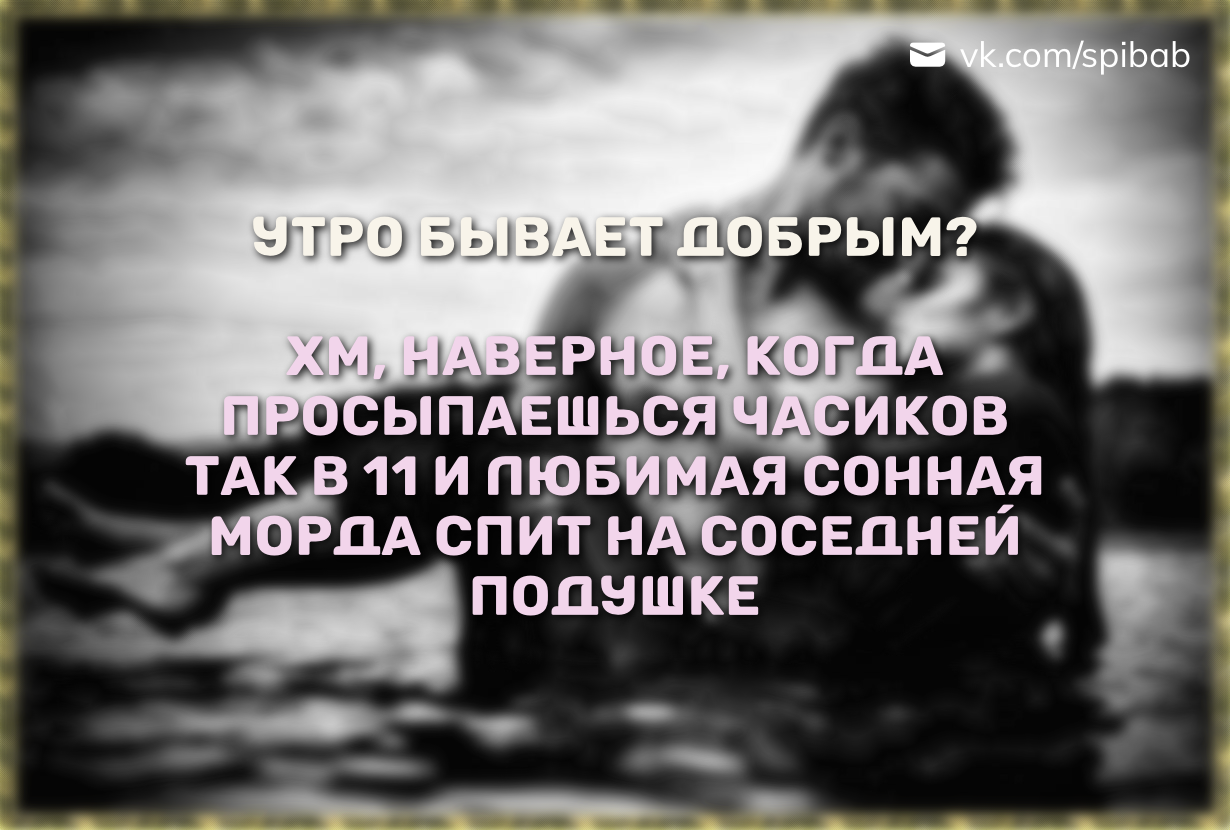 vk.com/spibab
УТРО БЫВАЕТ ДОБРЫМ?
ХМ, НАВЕРНОЕ, КОГДА
ПРОСЫПАЕШЬСЯ ЧАСИКОВ
ТАК В 11 И ЛЮБИМАЯ СОННАЯ
МОРДА СПИТ НА СОСЕДНЕЙ
ПОДУШКЕ